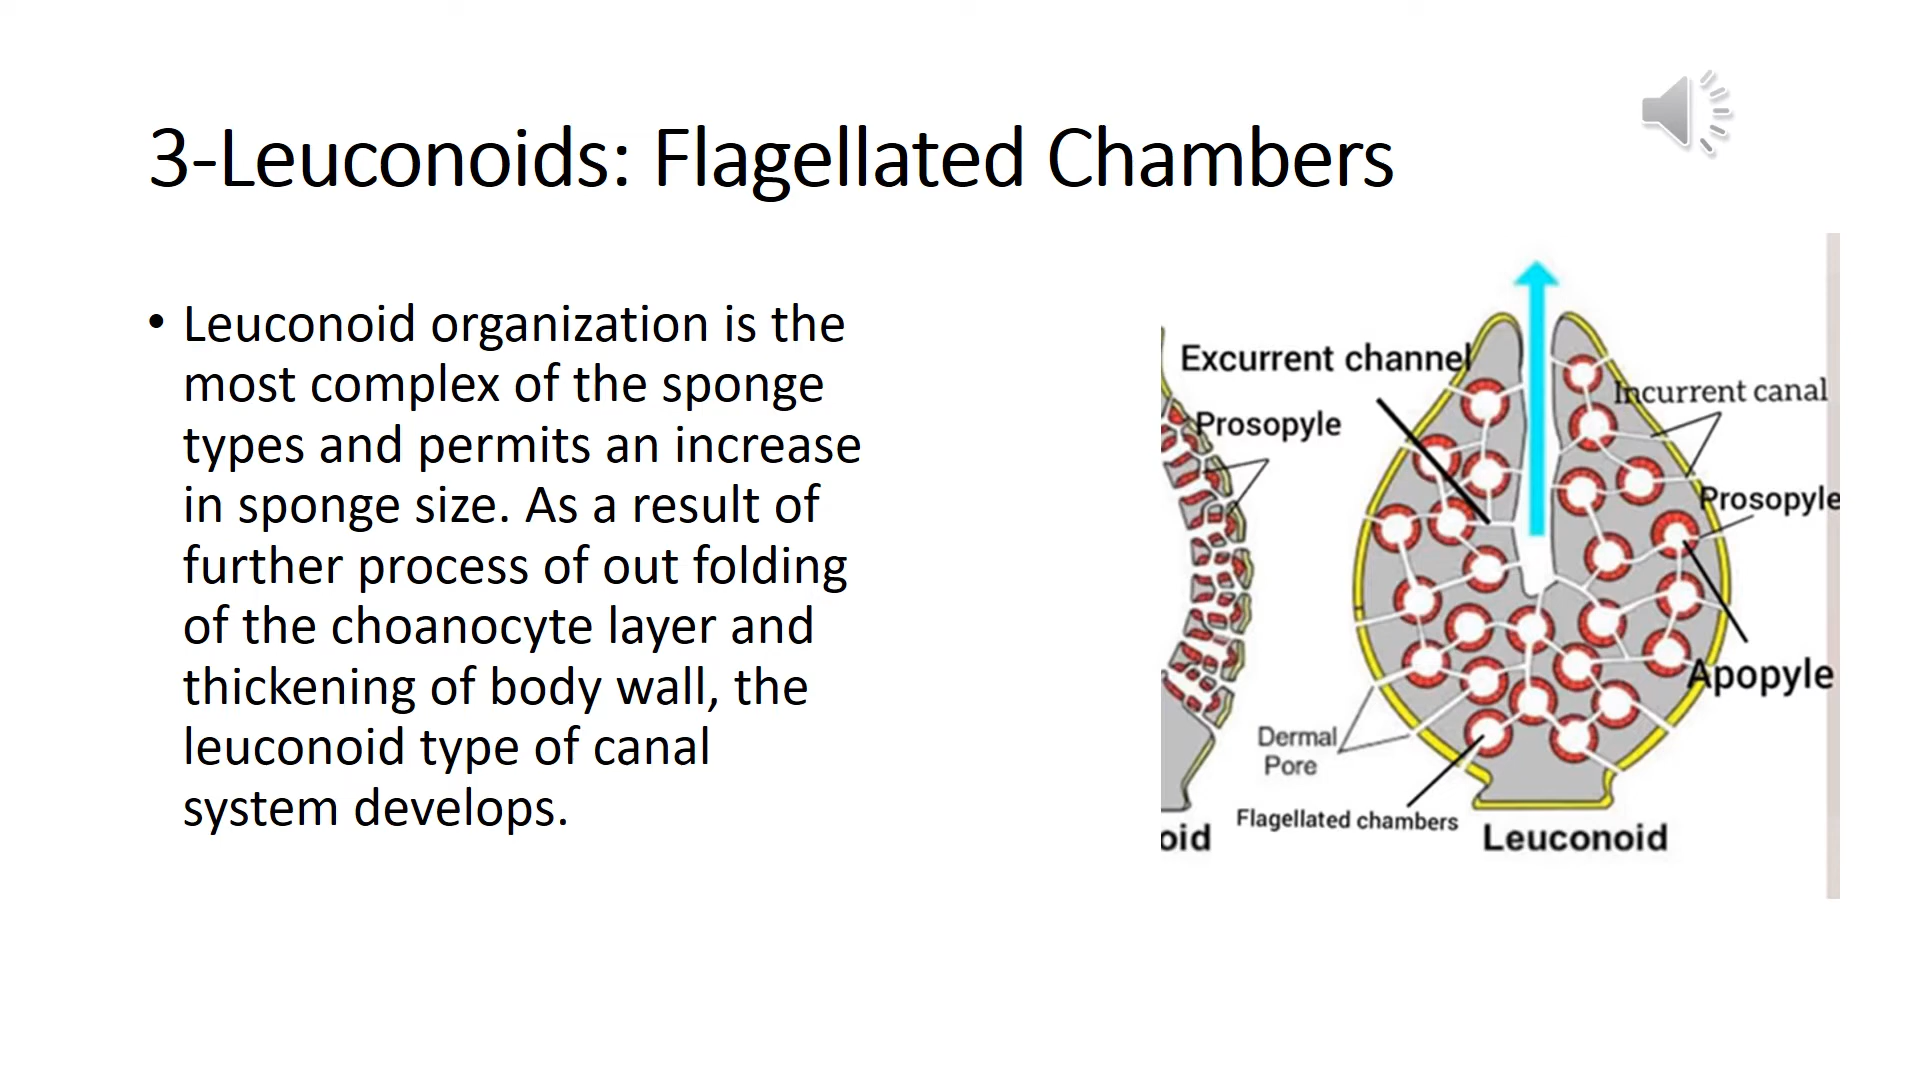 3-Leuconoids: Flagellated Chambers
• Leuconoid organization is the
most complex of the sponge
types and permits an increase
in sponge size. As a result of
further process of out folding
of the choanocyte layer and
thickening of body wall, the
leuconoid type of canal
system develops.
Excurrent channel
Incurrent canal
Prosopyle
Prosopyle
Apopyle
Dermal
Pore
Flagellated chambers
oid
Leuconoid